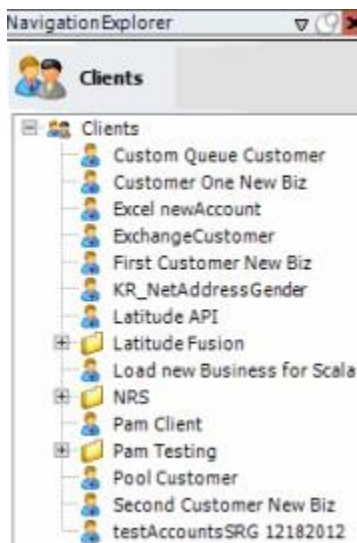 NavigationExplorer
Clients
Clients
Custom Queue Customer
Customer One New Biz
Excel newAccount
ExchangeCustomer
First Customer New Biz
KR_NetAddressGender
Latitude API
Latitude Fusion
Load new Business for Scala
NRS
Pam Client
Pam Testing
Pool Customer
Second Customer New Biz
testAccountsSRG 12182012